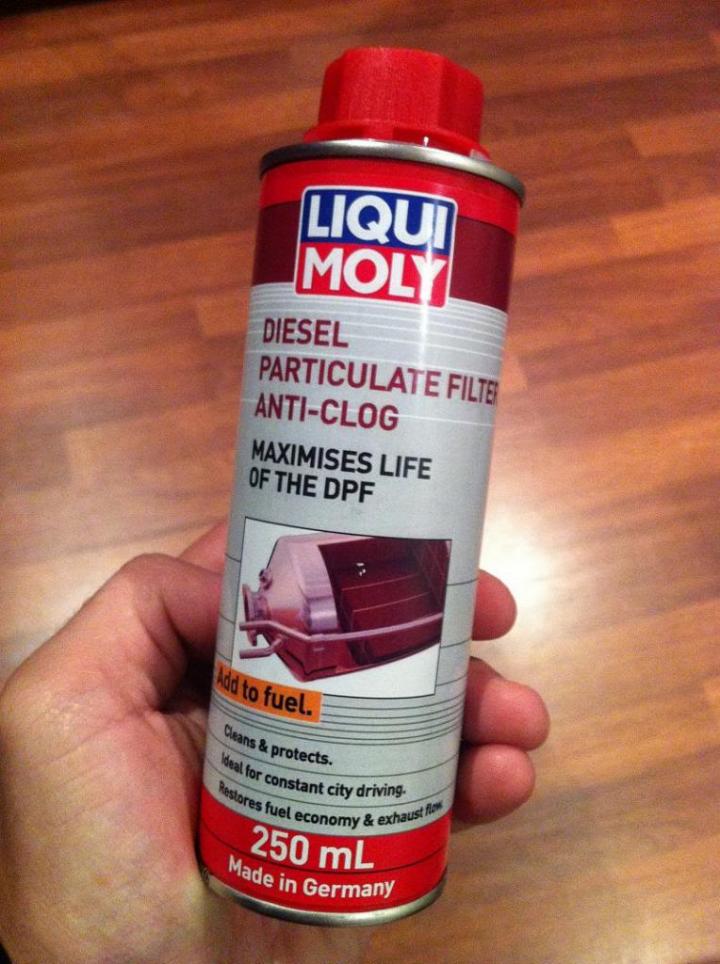 LIQUI
MOLY
DIESEL
PARTICULATE FILTER
ANTI-CLOG
MAXIMISES LIFE
OF THE DPF
Add to fuel.
Cleans & protects.
Ideal for constant city driving.
Restores fuel economy & exhaust flow.
250 mL
Made in Germany